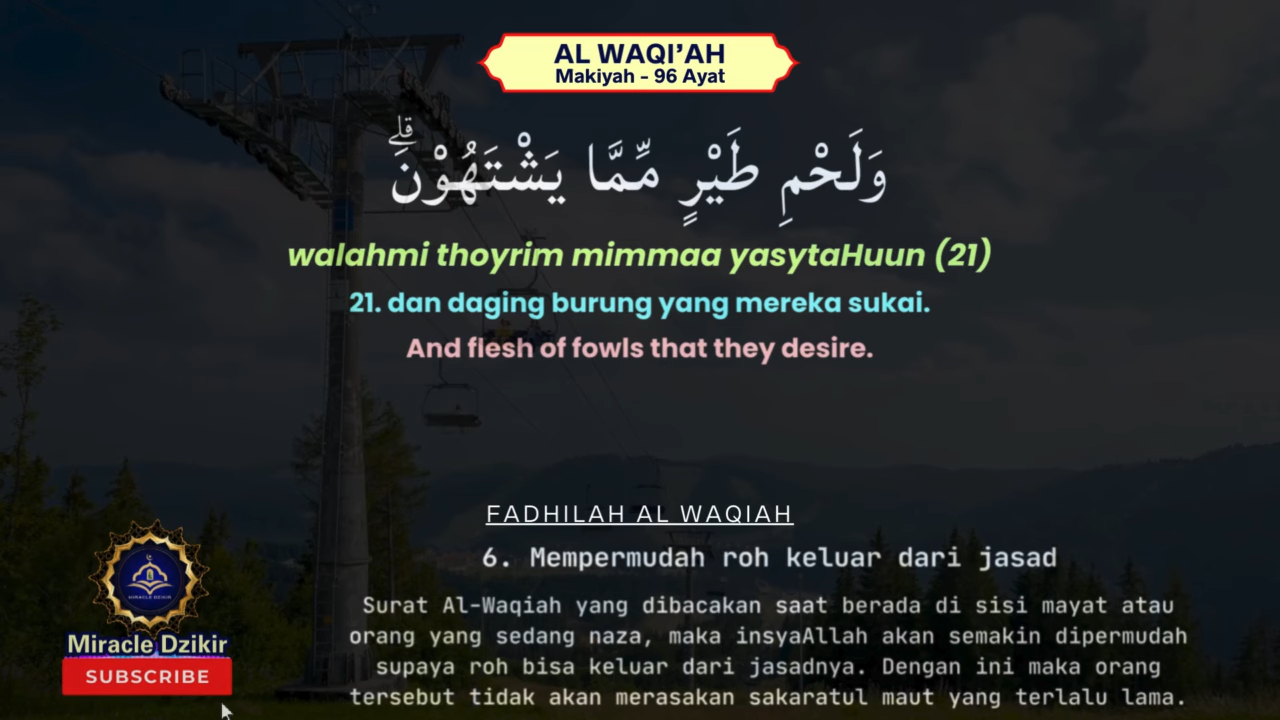 AL WAQI’AH
Makiyah - 96 Ayat
وَلَحْمِ طَيْرٍ مِّمَّا يَشْتَهُوْنَۗ
walahmi thoyrim mimmaa yasytaHuun (21)
21. dan daging burung yang mereka sukai.
And flesh of fowls that they desire.
FADHILAH AL WAQIAH
6. Mempermudah roh keluar dari jasad
Surat Al-Waqiah yang dibacakan saat berada di sisi mayat atau
orang yang sedang naza, maka insyaAllah akan semakin dipermudah
supaya roh bisa keluar dari jasadnya. Dengan ini maka orang
tersebut tidak akan merasakan sakaratul maut yang terlalu lama.
MIRACLE DZIKIR
Miracle Dzikir
SUBSCRIBE